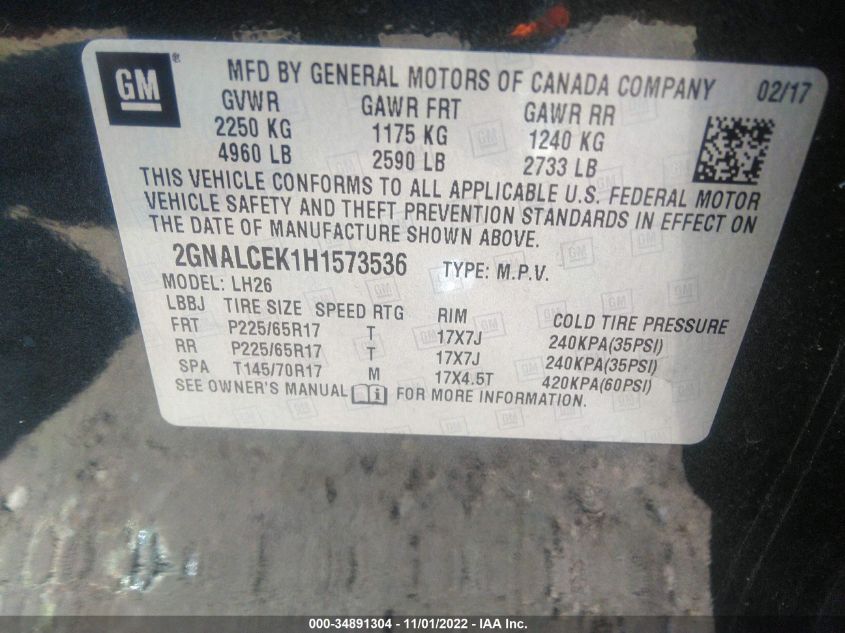 GM ®
MFD BY GENERAL MOTORS OF CANADA COMPANY 02/17
GVWR GAWR FRT GAWR RR
2250 KG 1175 KG 1240 KG
4960 LB 2590 LB 2733 LB
THIS VEHICLE CONFORMS TO ALL APPLICABLE U.S. FEDERAL MOTOR
VEHICLE SAFETY AND THEFT PREVENTION STANDARDS IN EFFECT ON
THE DATE OF MANUFACTURE SHOWN ABOVE.
2GNALCEK1H1573536 TYPE: M.P.V.
MODEL: LH26
LBBJ TIRE SIZE SPEED RTG RIM COLD TIRE PRESSURE
FRT P225/65R17 T 17X7J 240KPA(35PSI)
RR P225/65R17 T 17X7J 240KPA(35PSI)
SPA T145/70R17 M 17X4.5T 420KPA(60PSI)
SEE OWNER'S MANUAL FOR MORE INFORMATION.
000-34891304 - 11/01/2022 - IAA Inc.